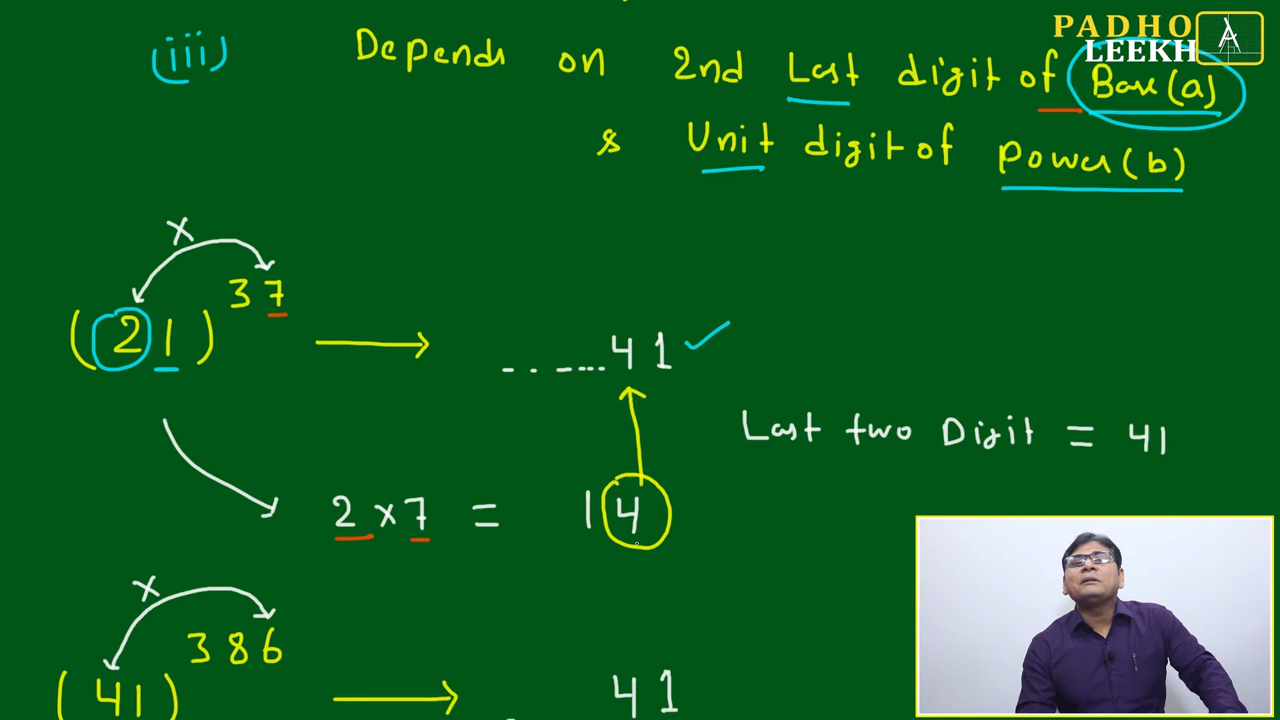 PADHO
LEEKH
(iii) Depends on 2nd Last digit of Base(a)
& Unit digit of Power(b)
x
(21)^37 → ........41 ✓
Last two Digit = 41
2 x 7 = 14
x
(41)^386 → 41